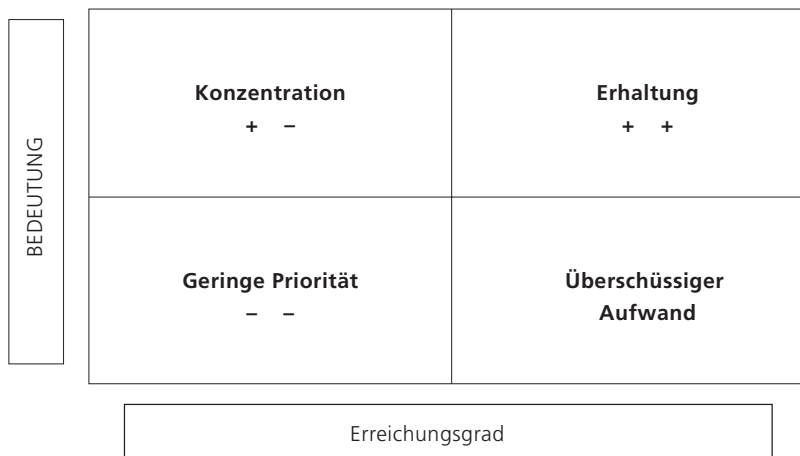 BEDEUTUNG
Konzentration
+ –
Erhaltung
+ +
Geringe Priorität
– –
Überschüssiger
Aufwand
Erreichungsgrad